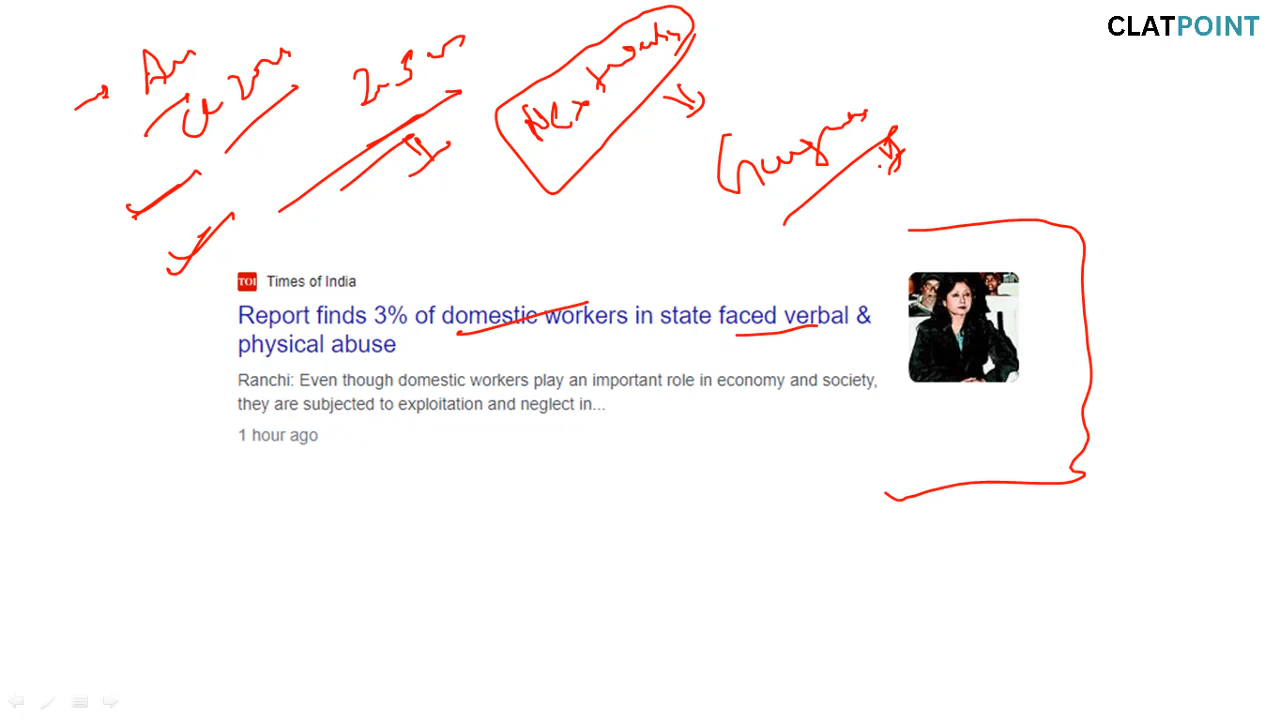 CLATPOINT
TOI Times of India
Report finds 3% of domestic workers in state faced verbal &
physical abuse
Ranchi: Even though domestic workers play an important role in economy and society,
they are subjected to exploitation and neglect in...
1 hour ago